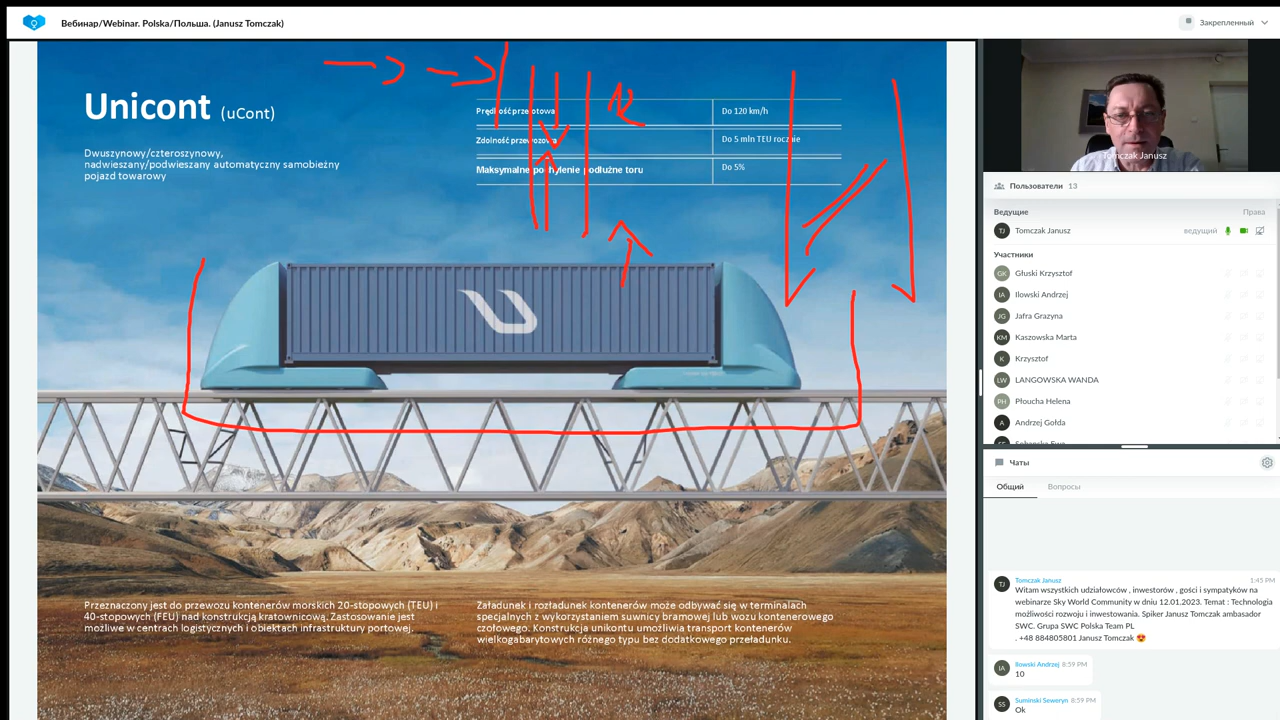 Вебинар/Webinar. Polska/Польша. (Janusz Tomczak)
Закрепленный
Unicont (uCont)
Dwuszynowy/czteroszynowy,
nadwieszany/podwieszany automatyczny samobieżny
pojazd towarowy
Prędkość przelotowa Do 120 km/h
Zdolność przewozowa Do 5 mln TEU rocznie
Maksymalne pochylenie podłużne toru Do 5%
Przeznaczony jest do przewozu kontenerów morskich 20-stopowych (TEU) i
40-stopowych (FEU) nad konstrukcją kratownicową. Zastosowanie jest
możliwe w centrach logistycznych i obiektach infrastruktury portowej.
Załadunek i rozładunek kontenerów może odbywać się w terminalach
specjalnych z wykorzystaniem suwnicy bramowej lub wozu kontenerowego
czołowego. Konstrukcja unikontu umożliwia transport kontenerów
wielkogabarytowych różnego typu bez dodatkowego przeładunku.
Tomczak Janusz
Пользователи 13
Ведущие Права
TJ Tomczak Janusz ведущий
Участники
GK Głuski Krzysztof
IA Ilowski Andrzej
JG Jafra Grazyna
KM Kaszowska Marta
K Krzysztof
LW LANGOWSKA WANDA
PH Płoucha Helena
A Andrzej Gołda
Чаты
Общий Вопросы
TJ Tomczak Janusz 1:45 PM
Witam wszystkich udziałowcow , inwestorów , gości i sympatyków na
webinarze Sky World Community w dniu 12.01.2023. Temat : Technologia
możliwości rozwoju i inwestowania. Spiker Janusz Tomczak ambasador
SWC. Grupa SWC Polska Team PL
. +48 884805801 Janusz Tomczak 😍
IA Ilowski Andrzej 8:59 PM
10
SS Suminski Seweryn 8:59 PM
Ok